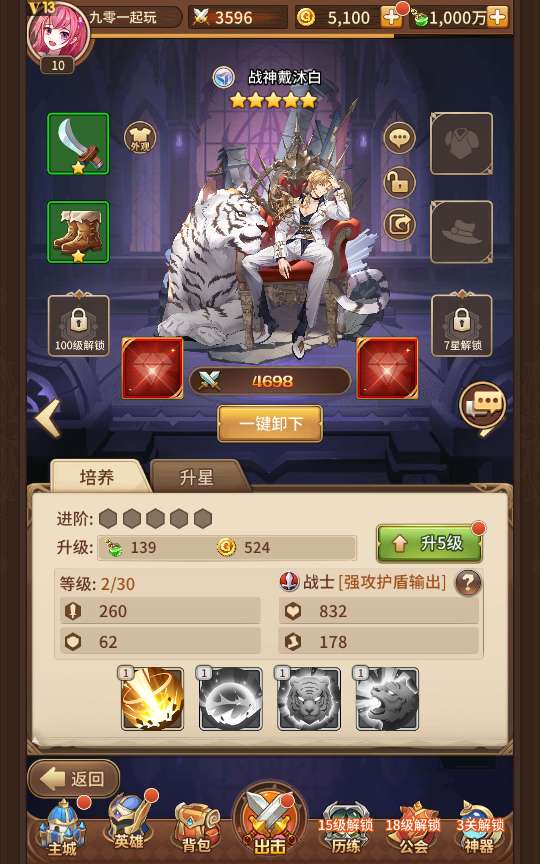 V13
九零一起玩
3596
5,100
1,000万
10
战神戴沐白
外观
100级解锁
7星解锁
4698
一键卸下
培养
升星
进阶:
升级:
139
524
升5级
等级: 2/30
战士 [强攻护盾输出]
?
260
832
62
178
1
1
1
1
返回
主城
英雄
背包
出击
15级解锁
历练
18级解锁
公会
3关解锁
神器